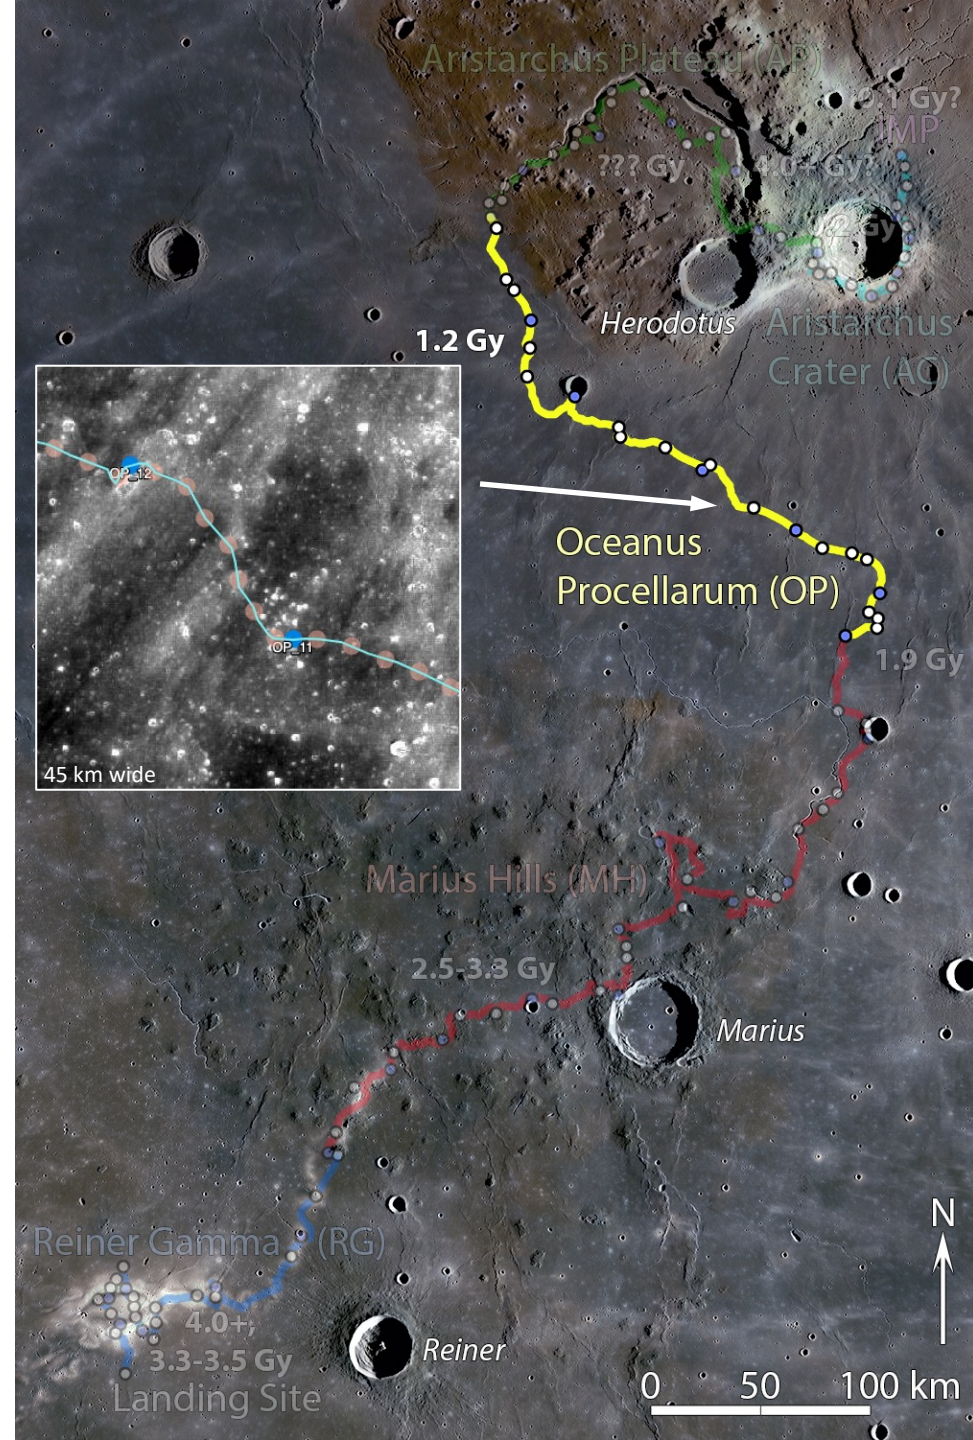 Aristarchus Plateau (AP)
0.1 Gy?
IMP
??? Gy
4.0+ Gy?
Gy
1.2 Gy
Herodotus
Aristarchus
Crater (AC)
OP_12
OP_11
45 km wide
Oceanus
Procellarum (OP)
1.9 Gy
Marius Hills (MH)
2.5-3.3 Gy
Marius
N
Reiner Gamma (RG)
4.0+;
3.3-3.5 Gy
Landing Site
Reiner
0 50 100 km